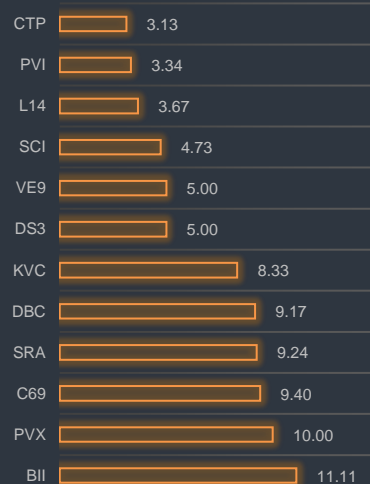 CTP 3.13
PVI 3.34
L14 3.67
SCI 4.73
VE9 5.00
DS3 5.00
KVC 8.33
DBC 9.17
SRA 9.24
C69 9.40
PVX 10.00
BII 11.11